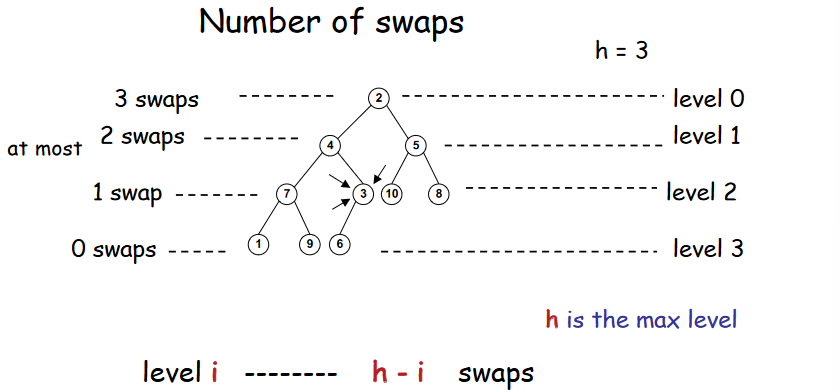 Number of swaps
h = 3
3 swaps ---------- 2 -------------------------- level 0
at most 2 swaps ---------- 4 5 ---------------------- level 1
1 swap --------- 7 3 10 8 -------------------- level 2
0 swaps ------ 1 9 6 ---------------------------- level 3
h is the max level
level i -------- h - i swaps